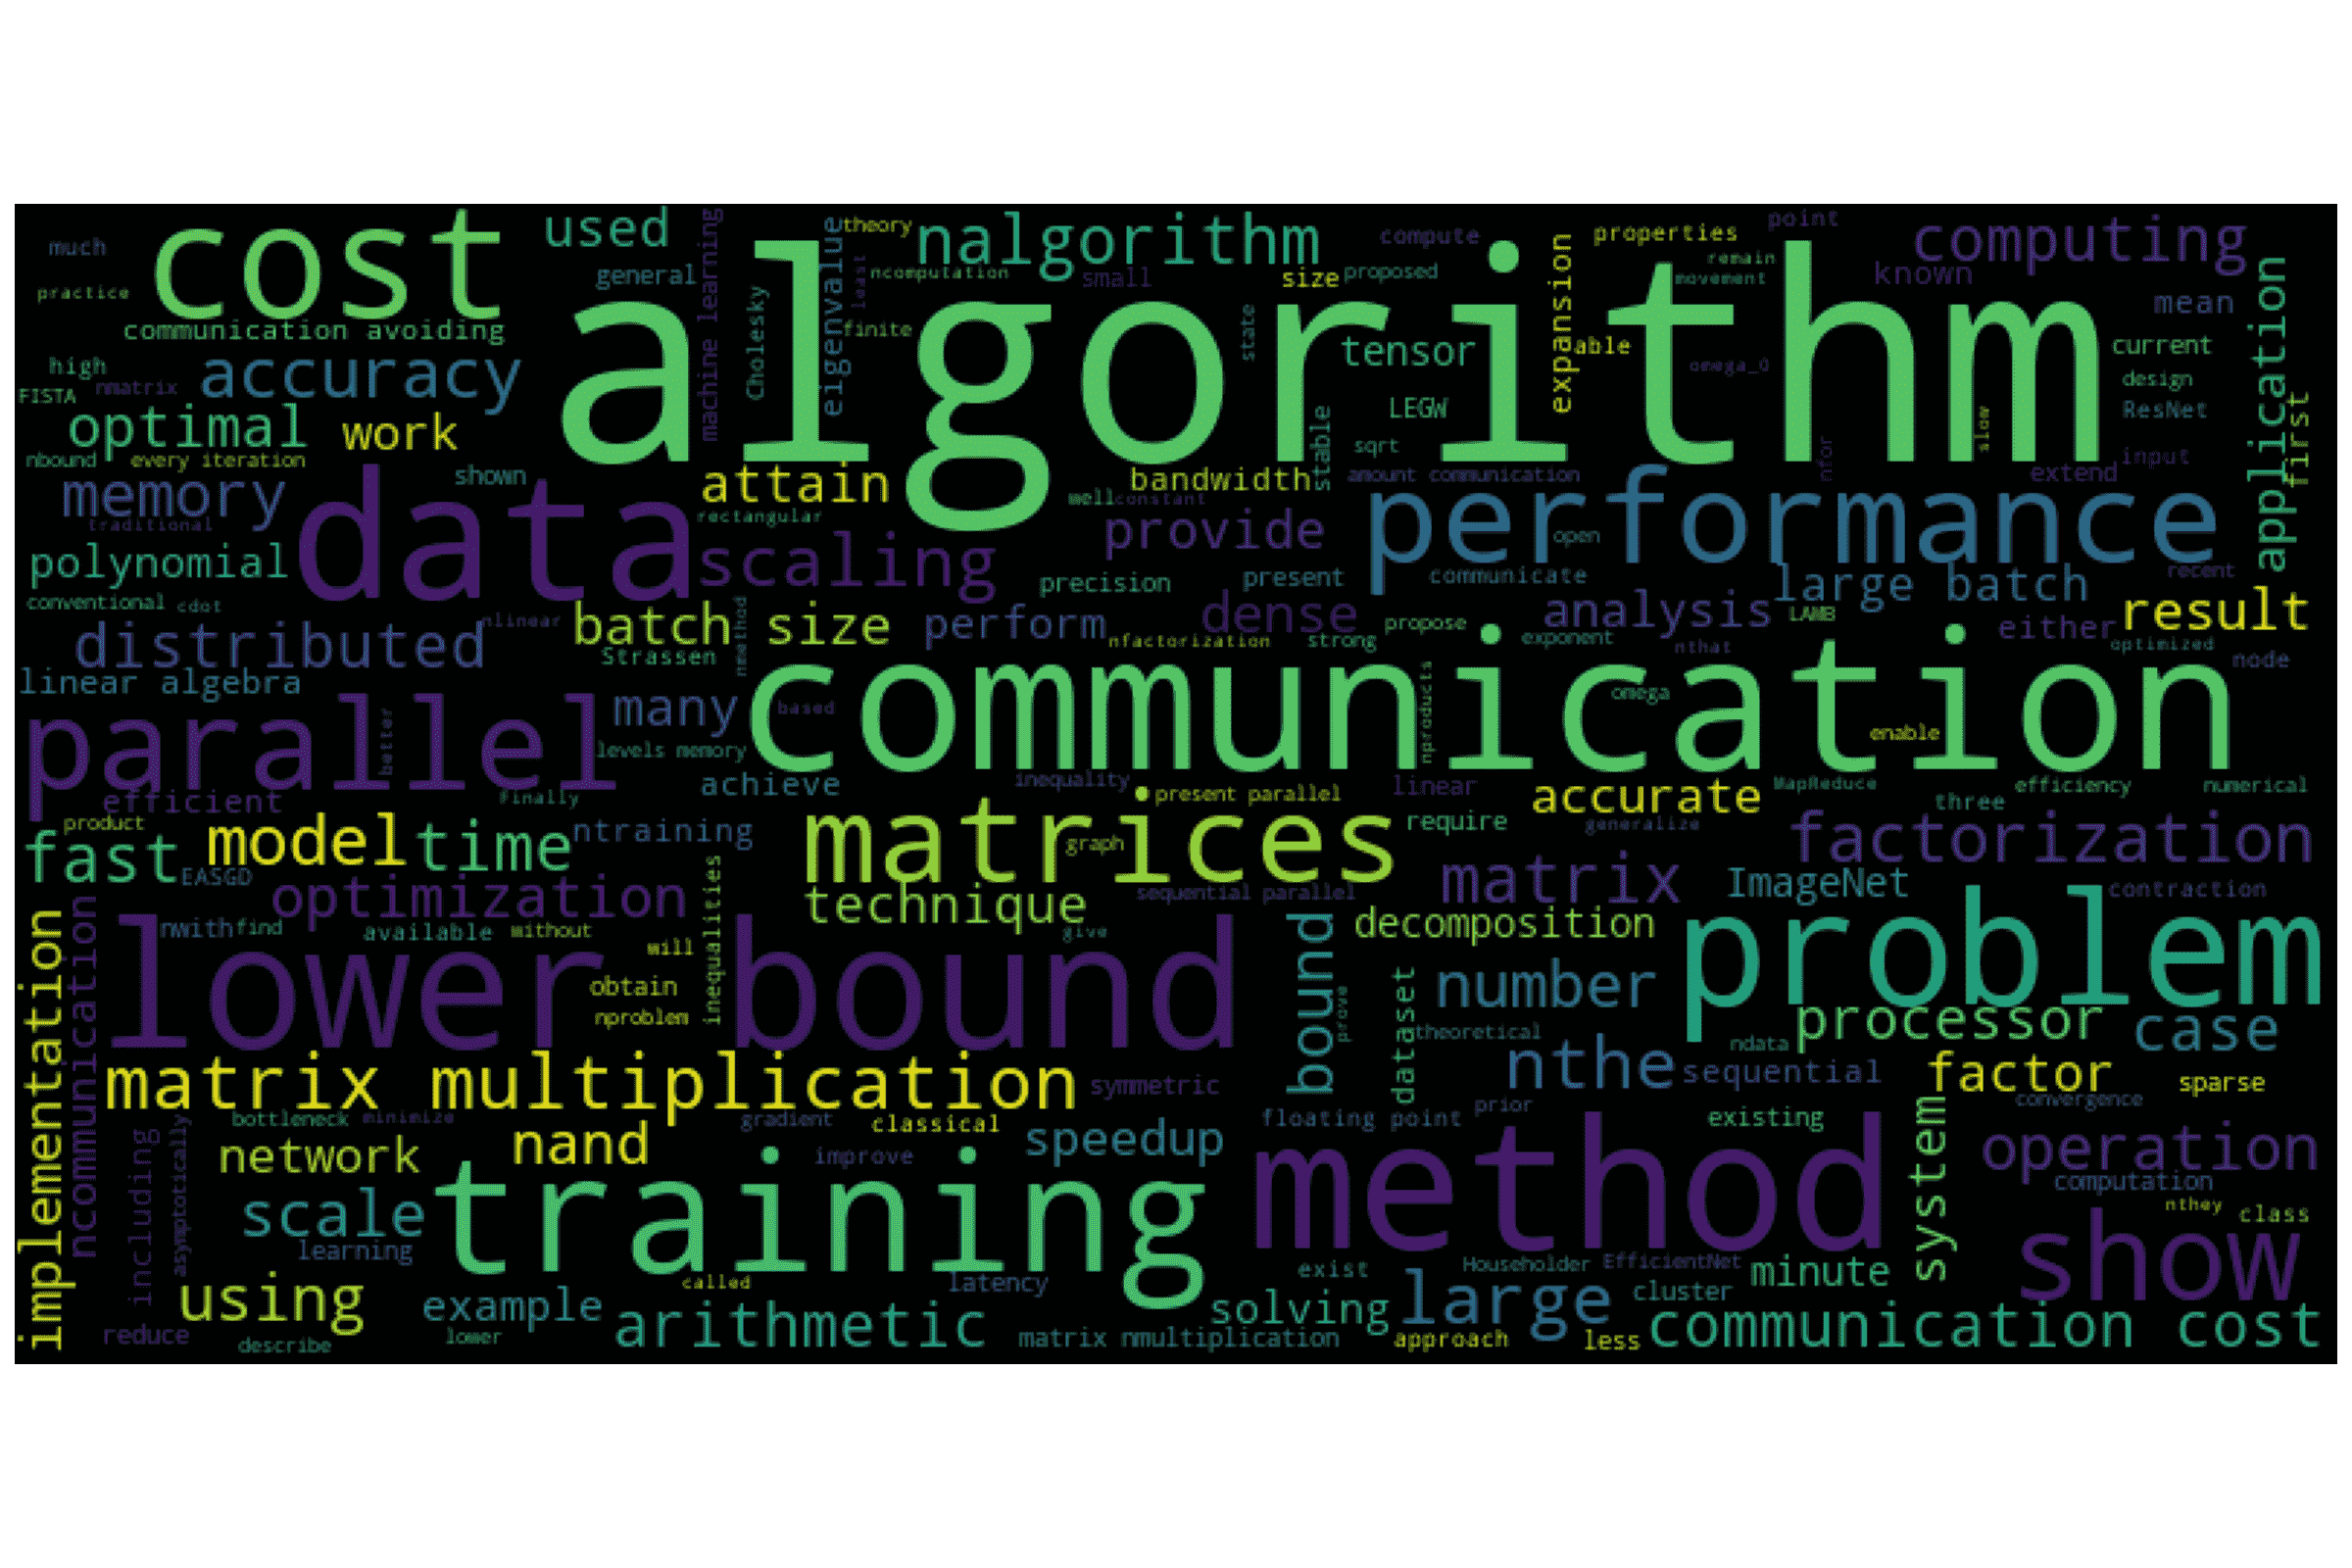 cost
used
machine learning
eigenvalue
theory
nalgorithm
compute
expansion
properties
point
computing
much
general
ncomputation
least
small
size
proposed
remain
movement
known
application
practice
communication avoiding
algorithm
Cholesky
finite
state
tensor
able
mean
current
high
accuracy
omega_0
design
FISTA
nmatrix
LEGW
ResNet
first
optimal
work
stable
sqrt
slow
nfor
input
nbound
every iteration
shown
attain
bandwidth
amount communication
extend
memory
data
well
constant
performance
traditional
rectangular
provide
open
polynomial
scaling
precision
present
communicate
large batch
recent
conventional
cdot
nmethod
dense
analysis
LAMB
result
distributed
nlinear
batch size
perform
nfactorization
strong
propose
exponent
nthat
either
optimized
Strassen
node
linear algebra
communication
nproducts
omega
parallel
better
many
based
enable
levels memory
efficient
finally
achieve
inequality
present parallel
linear
accurate
MapReduce
three
efficiency
numerical
product
fast
model
time
ntraining
matrices
graph
require
generalize
factorization
EASGD
optimization
inequalities
technique
sequential parallel
matrix
ImageNet
contraction
implementation
ncommunication
nwith
find
available
without
will
give
bound
decomposition
problem
lower bound
obtain
nproblem
prove
dataset
number
theoretical
ndata
processor
case
matrix multiplication
symmetric
nthe
sequential
factor
sparse
convergence
bottleneck
minimize
gradient
classical
floating point
prior
existing
system
including
asymptotically
network
nand
improve
speedup
method
operation
computation
scale
training
nthey
class
learning
called
latency
exist
Householder
EfficientNet
minute
show
using
example
arithmetic
solving
large
cluster
reduce
describe
lower
matrix nmultiplication
approach
less
communication cost